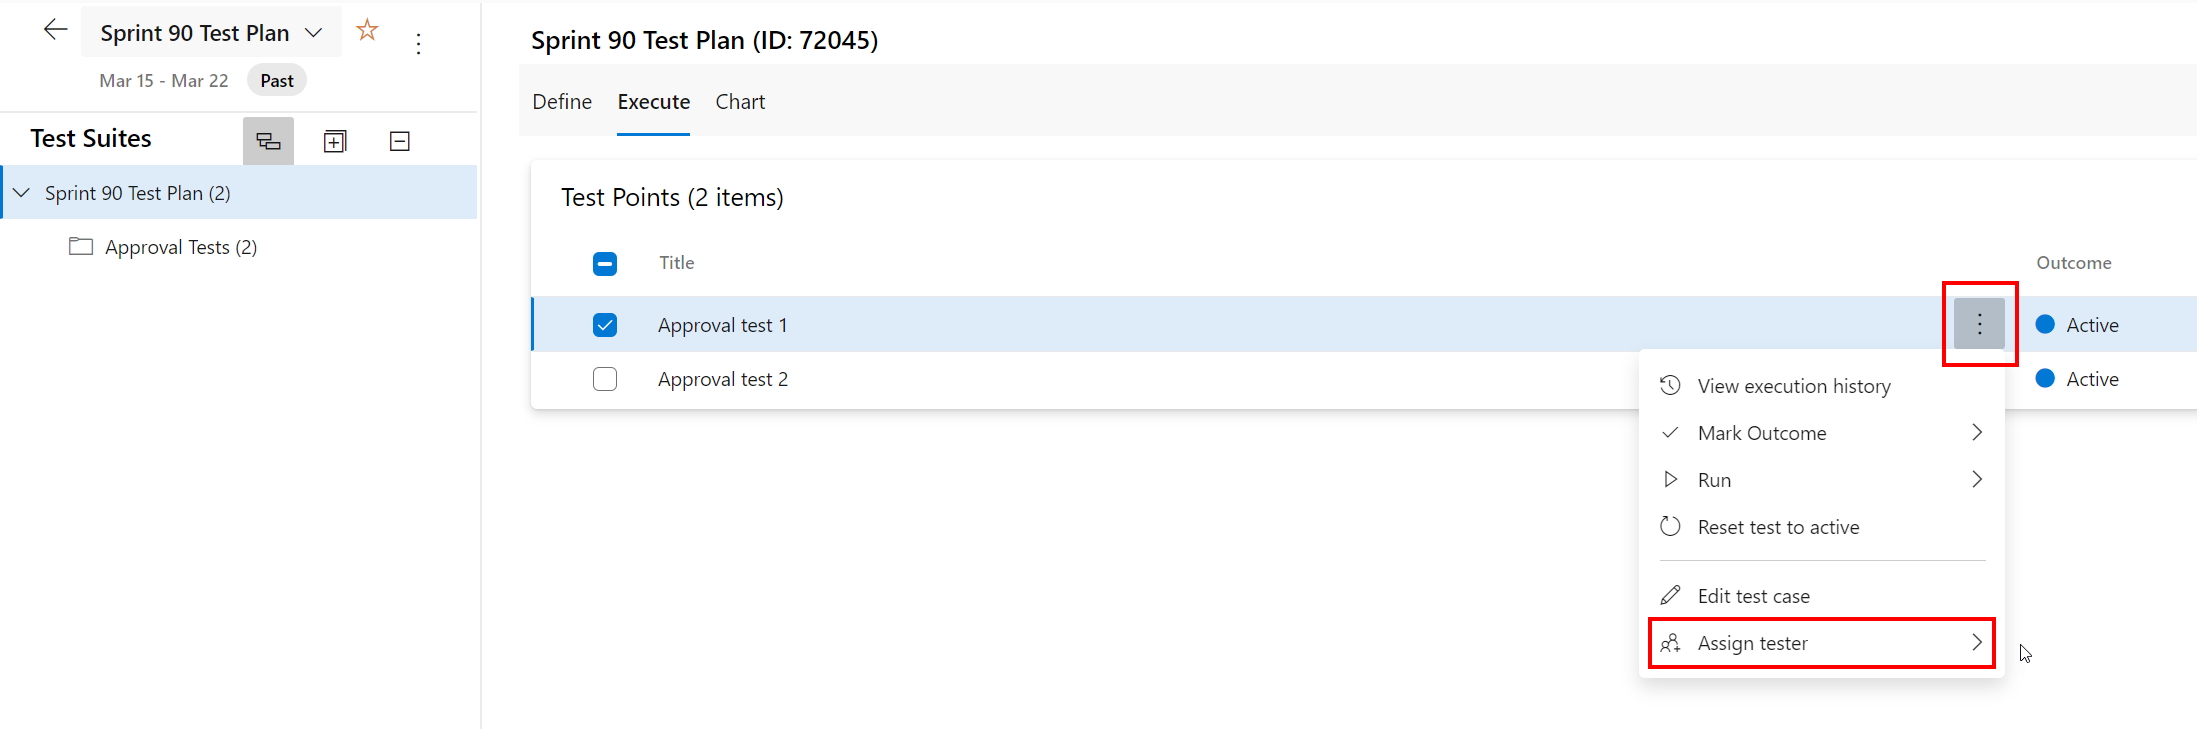 Sprint 90 Test Plan
Mar 15 - Mar 22 Past
Test Suites
Sprint 90 Test Plan (2)
Approval Tests (2)
Sprint 90 Test Plan (ID: 72045)
Define Execute Chart
Test Points (2 items)
Title Outcome
Approval test 1 Active
Approval test 2 Active
View execution history
Mark Outcome
Run
Reset test to active
Edit test case
Assign tester